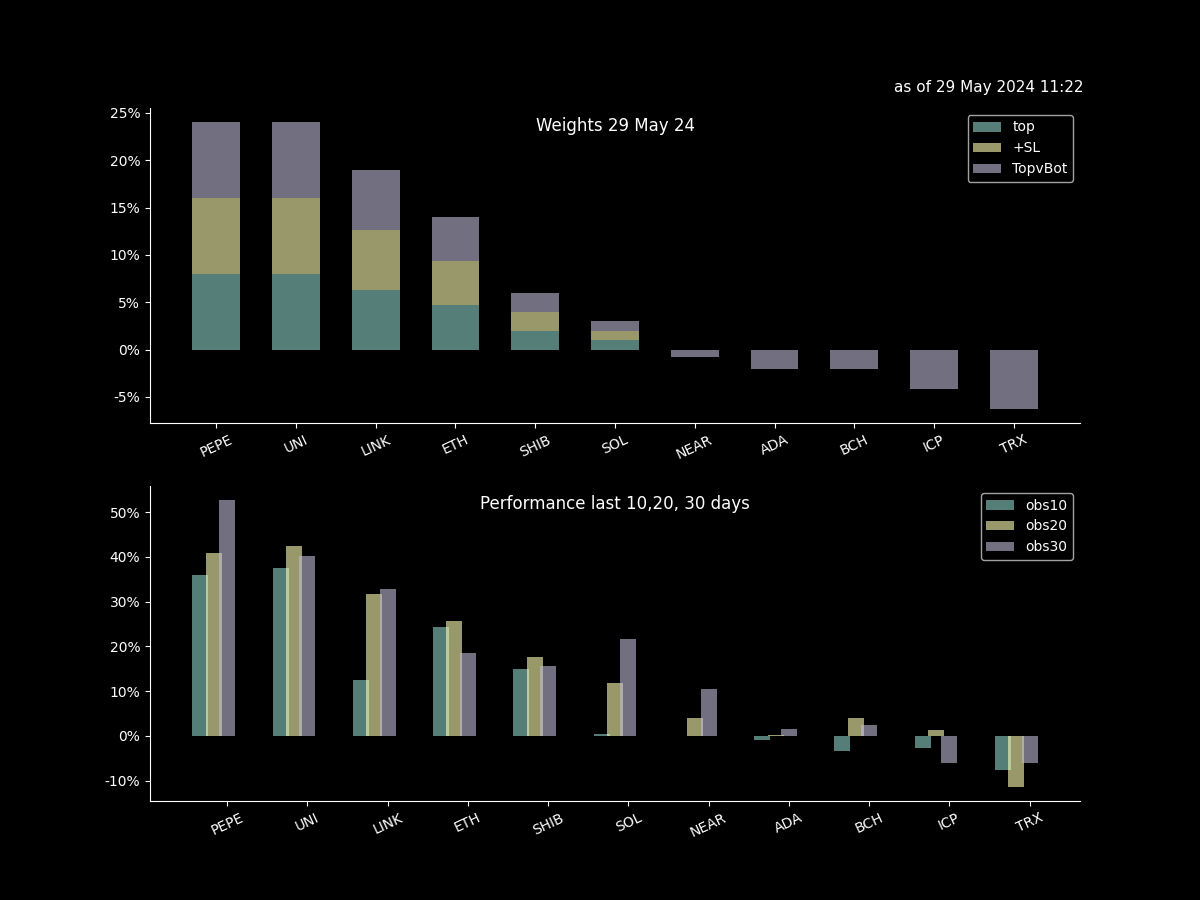 as of 29 May 2024 11:22
Weights 29 May 24
top
+SL
TopvBot
25%
20%
15%
10%
5%
0%
-5%
PEPE UNI LINK ETH SHIB SOL NEAR ADA BCH ICP TRX
Performance last 10,20, 30 days
obs10
obs20
obs30
50%
40%
30%
20%
10%
0%
-10%
PEPE UNI LINK ETH SHIB SOL NEAR ADA BCH ICP TRX